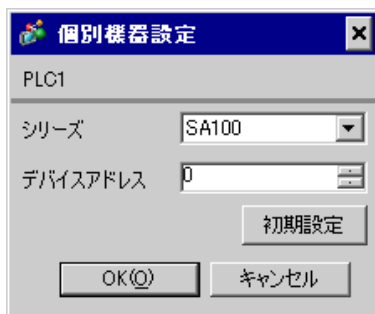 個別機器設定
PLC1
シリーズ SA100
デバイスアドレス 0
初期設定
OK(O) キャンセル